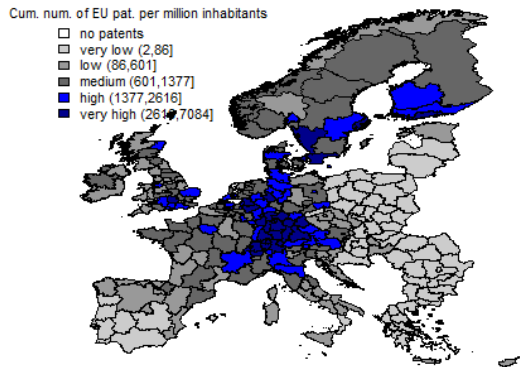 Cum. num. of EU pat. per million inhabitants
no patents
very low (2,86]
low (86,601]
medium (601,1377]
high (1377,2616]
very high (2616,7084]